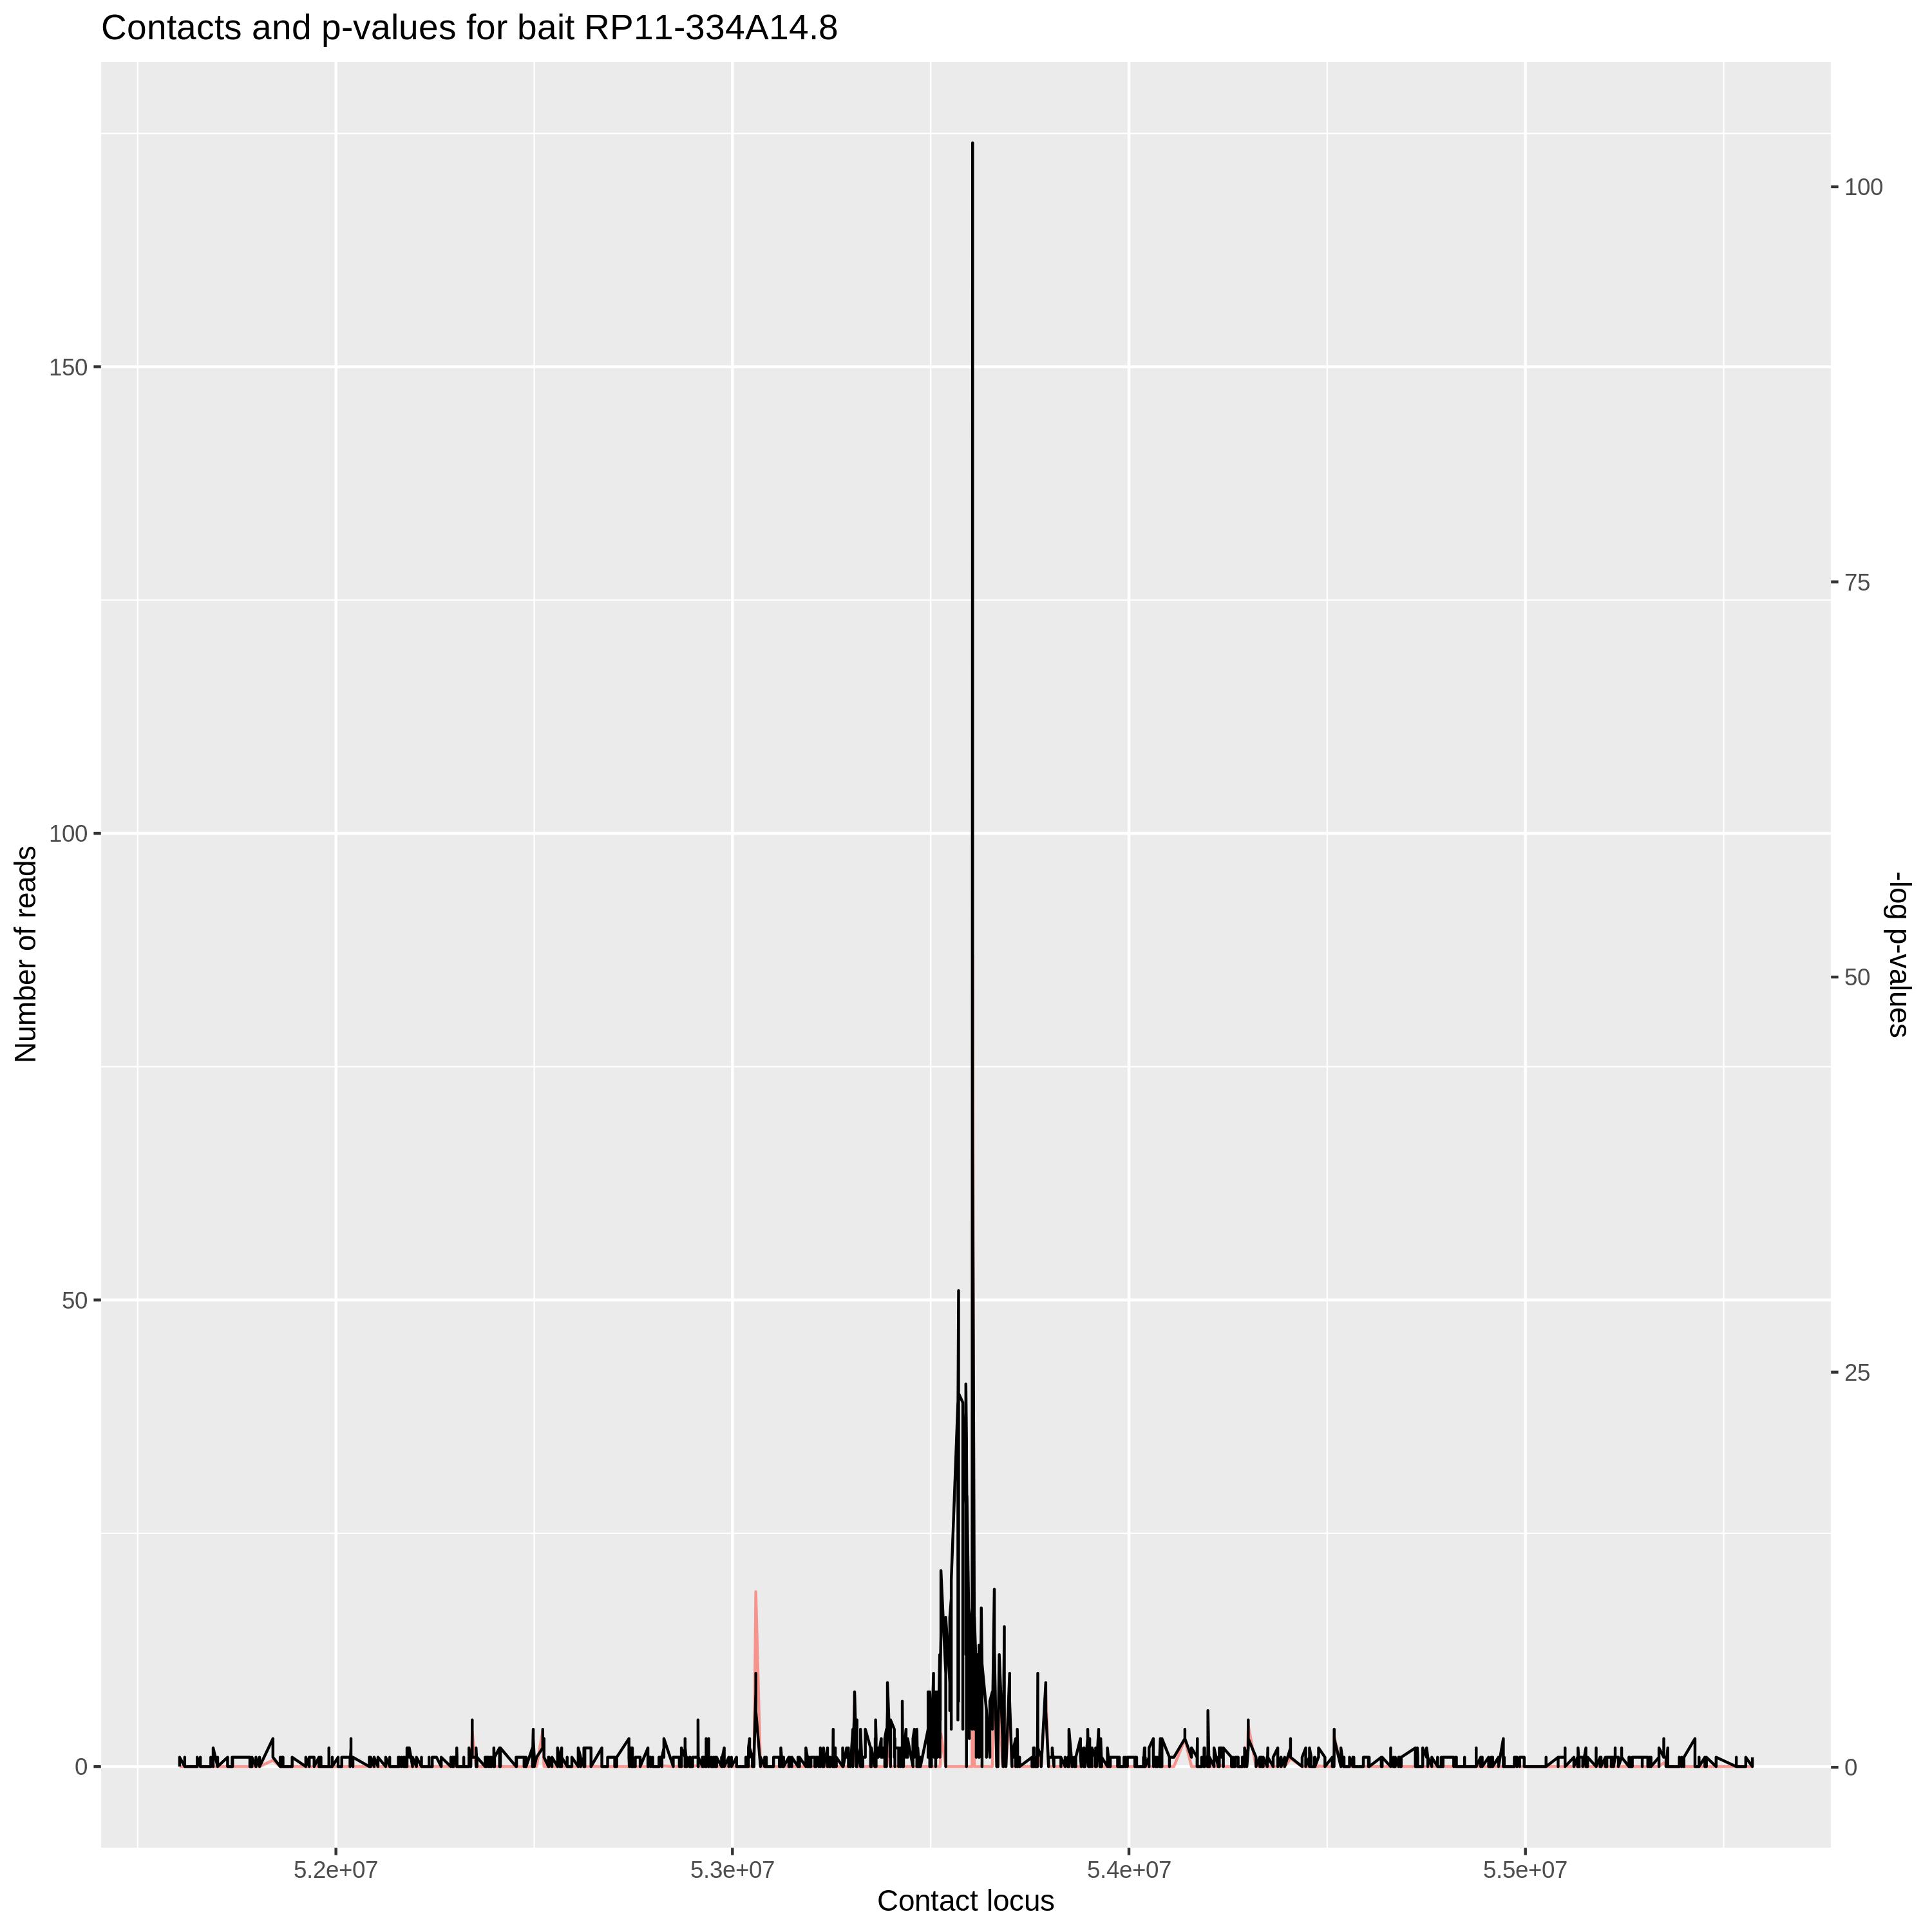 Contacts and p-values for bait RP11-334A14.8
150
100
50
0
Number of reads
100
75
50
25
0
-log p-values
5.2e+07
5.3e+07
5.4e+07
5.5e+07
Contact locus